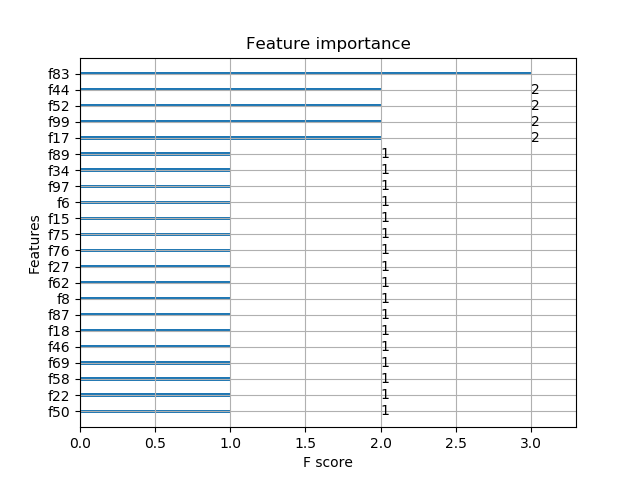 Feature importance
f83
f44 2
f52 2
f99 2
f17 2
f89 1
f34 1
f97 1
f6 1
f15 1
f75 1
f76 1
f27 1
f62 1
f8 1
f87 1
f18 1
f46 1
f69 1
f58 1
f22 1
f50 1
Features
0.0 0.5 1.0 1.5 2.0 2.5 3.0
F score